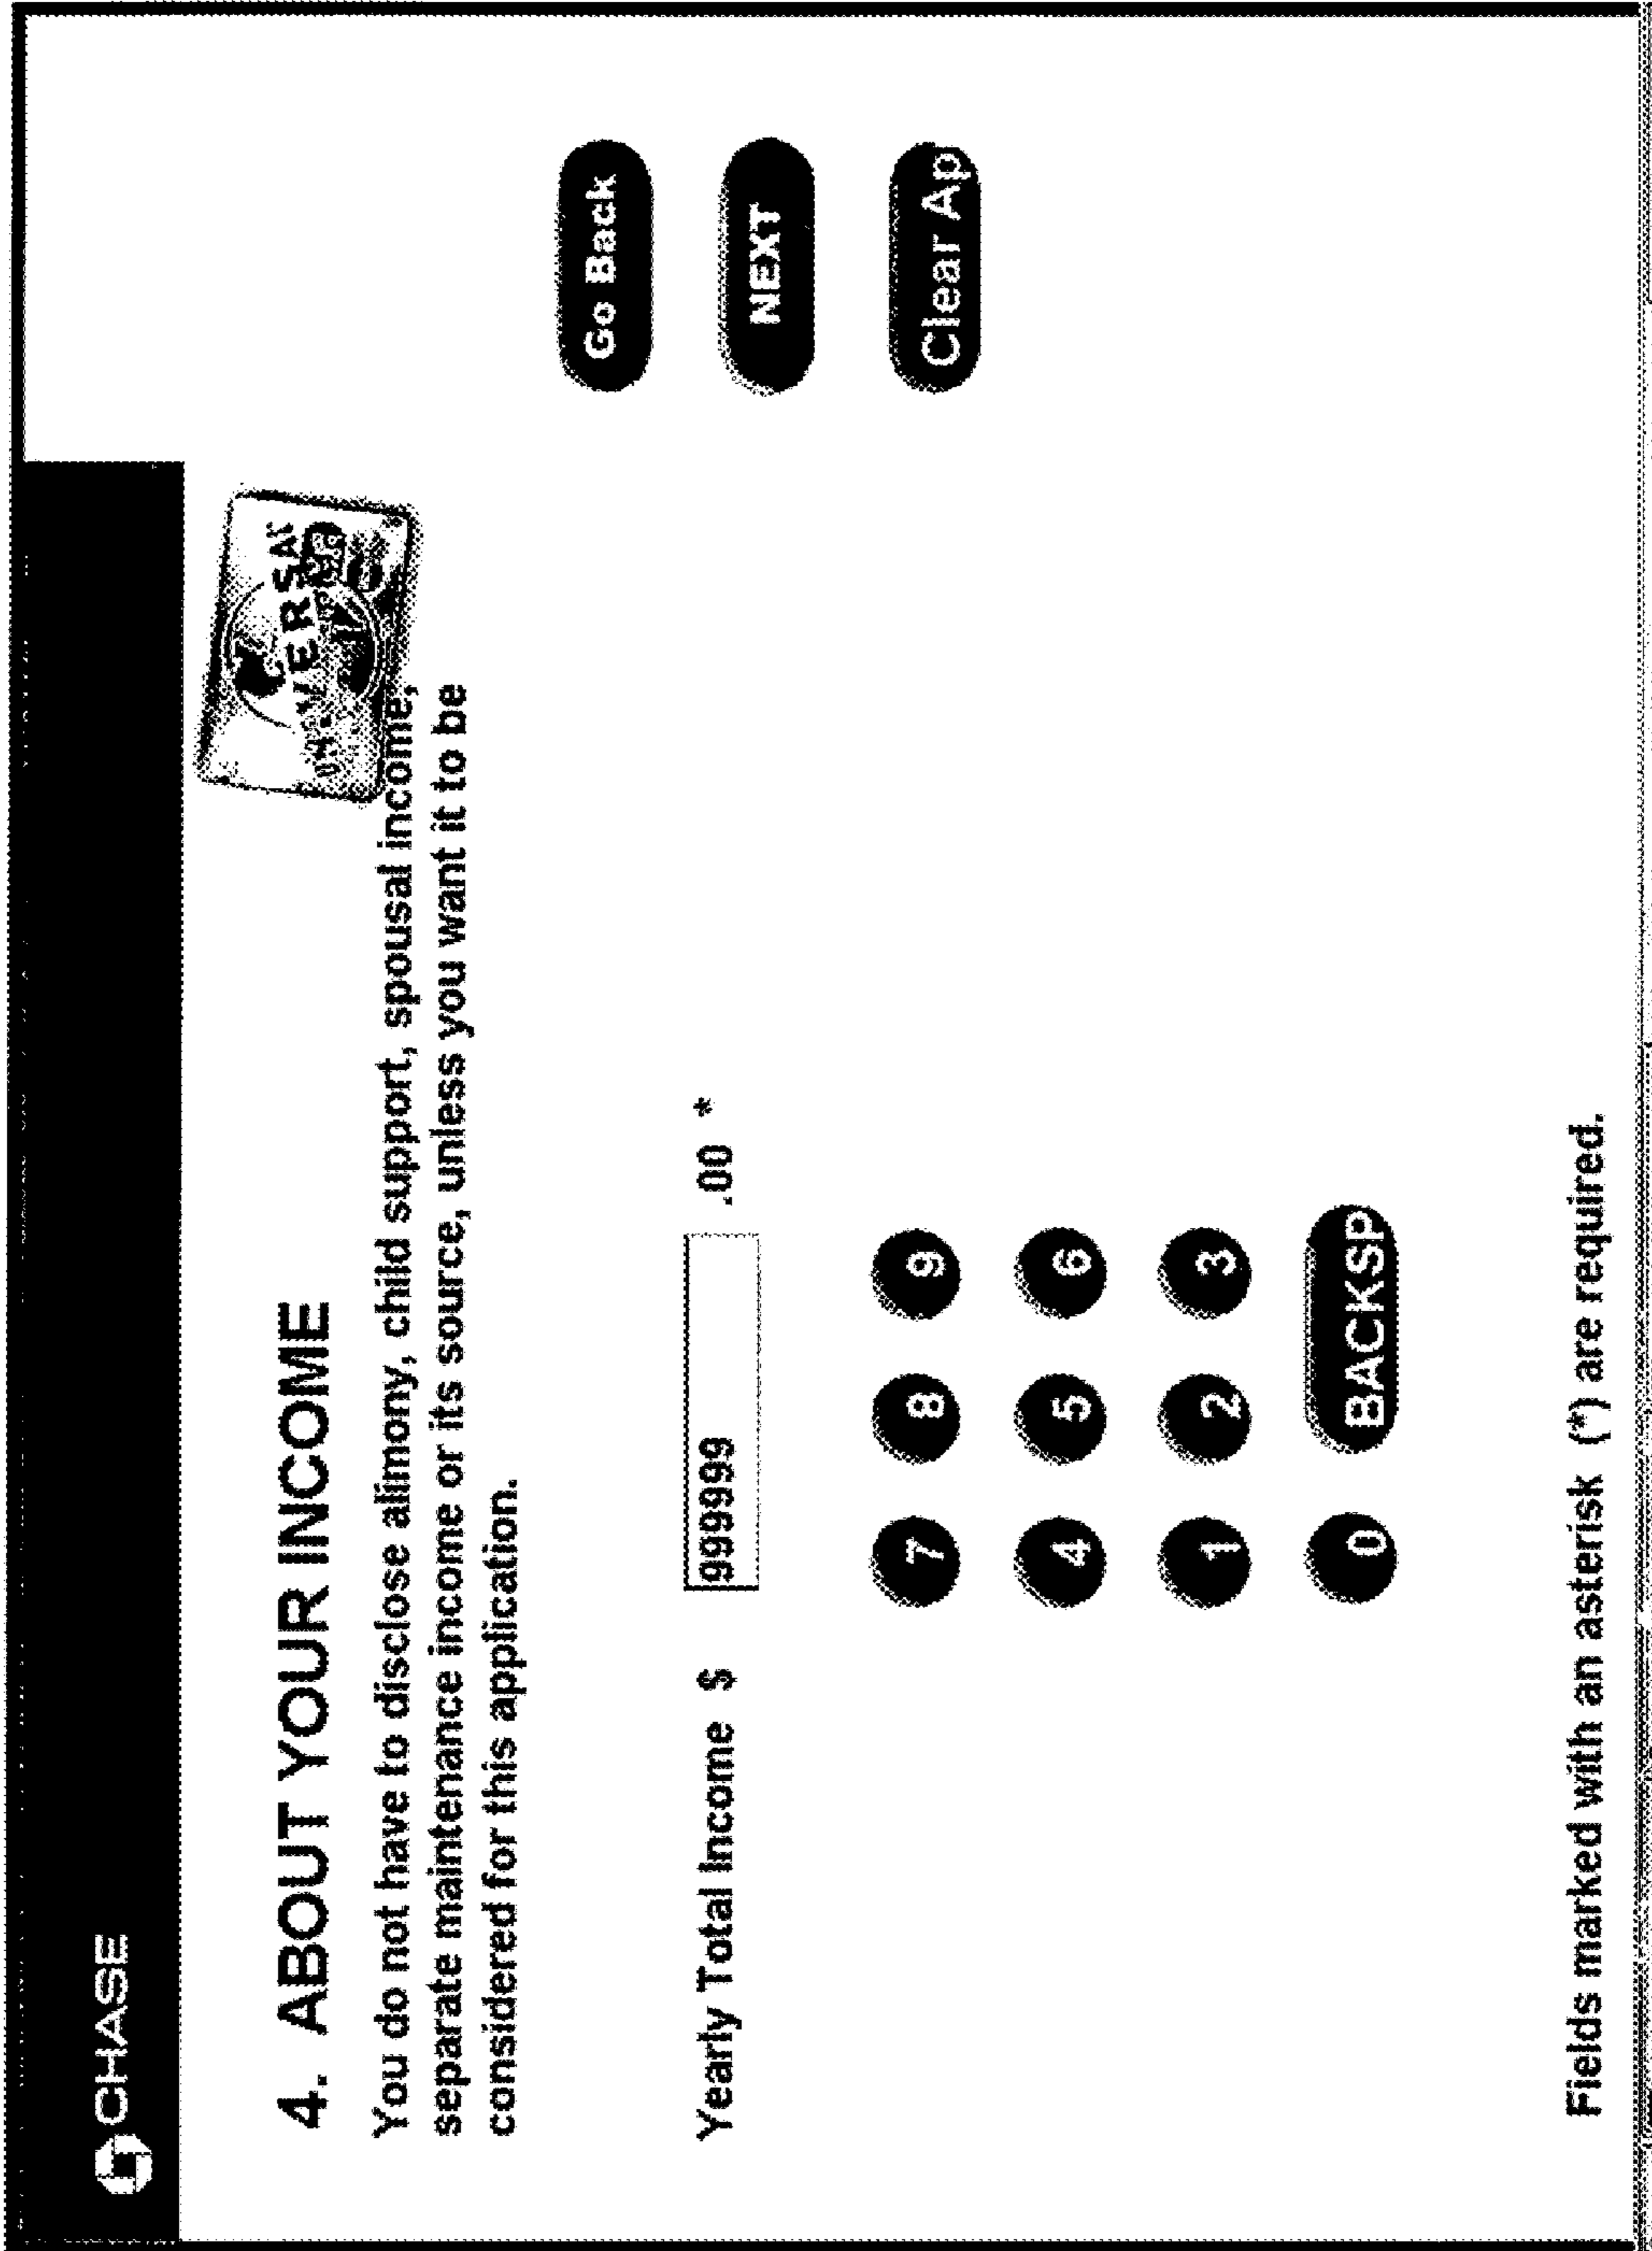 CHASE
4. ABOUT YOUR INCOME
You do not have to disclose alimony, child support, spousal income,
separate maintenance income or its source, unless you want it to be
considered for this application.
Yearly Total Income $ 999999 .00 *
7 8 9
4 5 6
1 2 3
0 BACKSP
Go Back
NEXT
Clear Ap
Fields marked with an asterisk (*) are required.